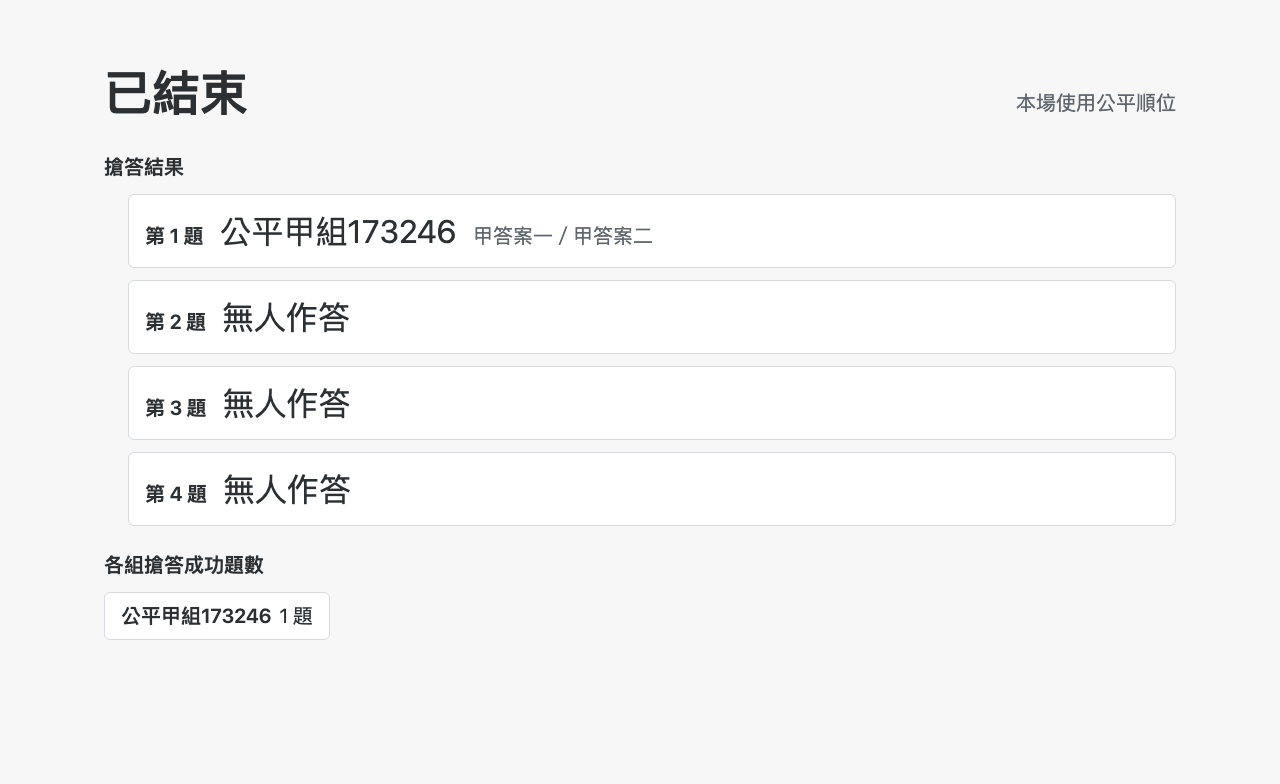 已結束
本場使用公平順位
搶答結果
第 1 題 公平甲組173246 甲答案一 / 甲答案二
第 2 題 無人作答
第 3 題 無人作答
第 4 題 無人作答
各組搶答成功題數
公平甲組173246 1 題